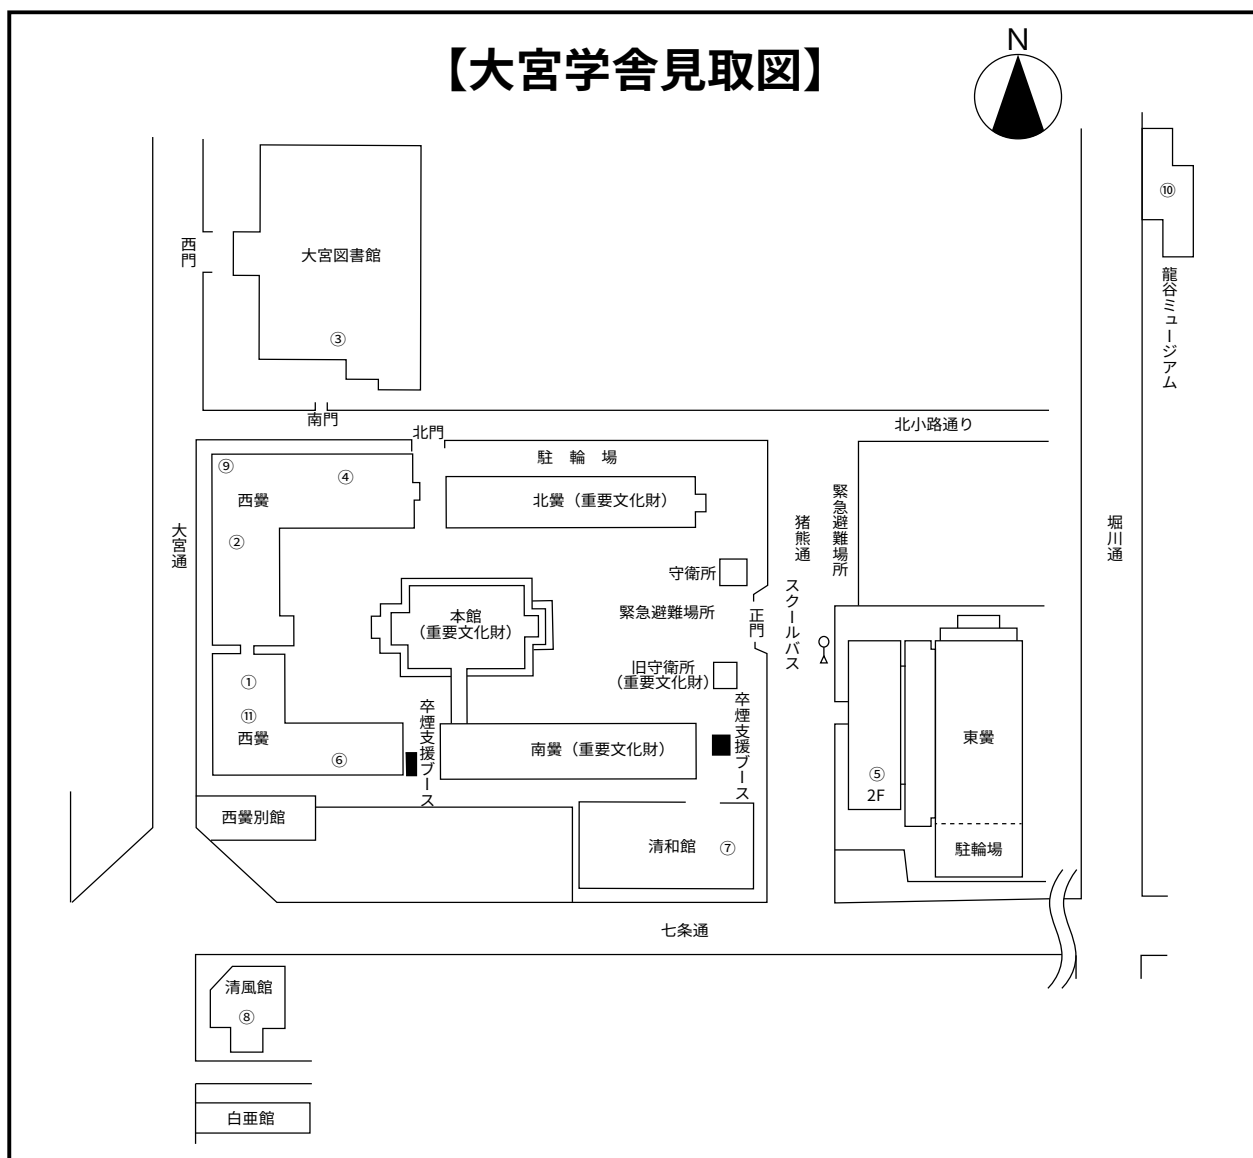 【大宮学舎見取図】
N
⑩
西門
大宮図書館
龍谷ミュージアム
③
南門
北小路通り
北門
駐輪場
⑨
④
西黌
北黌（重要文化財）
緊急避難場所
猪熊通
大宮通
堀川通
②
守衛所
スクールバス
本館
（重要文化財）
緊急避難場所
正門
旧守衛所
（重要文化財）
①
⑪
西黌
卒煙支援ブース
卒煙支援ブース
東黌
南黌（重要文化財）
⑥
⑤
2F
西黌別館
清和館
⑦
駐輪場
七条通
清風館
⑧
白亜館